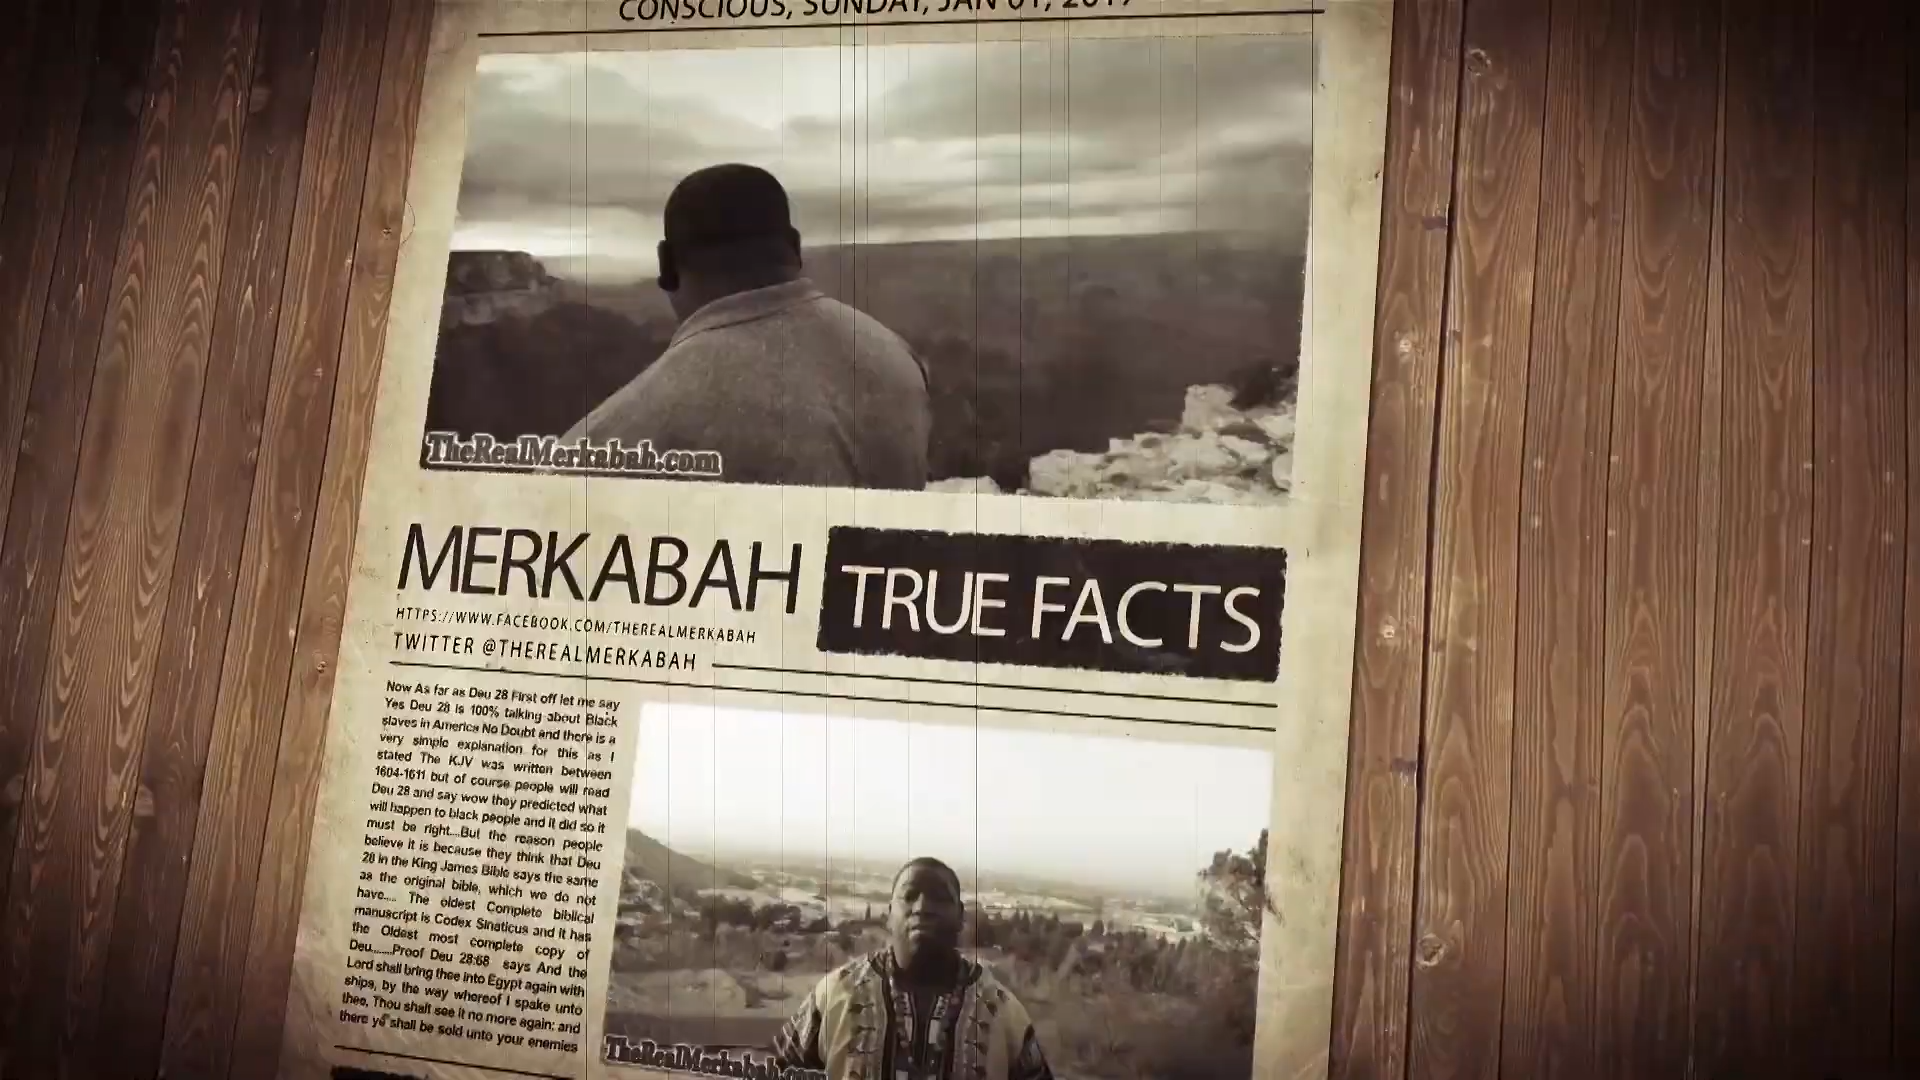 CONSCIOUS, SUNDAY, JAN 01, 2017
TheRealMerkabah.com
MERKABAH TRUE FACTS
HTTPS://WWW.FACEBOOK.COM/THEREALMERKABAH
TWITTER @THEREALMERKABAH
Now As far as Deu 28 First off let me say
Yes Deu 28 is 100% talking about Black
slaves in America No Doubt and there is a
very simple explanation for this as I
stated The KJV was written between
1604-1611 but of course people will read
Deu 28 and say wow they predicted what
will happen to black people and it did so it
must be right....But the reason people
believe it is because they think that Deu
28 in the King James Bible says the same
as the original bible, which we do not
have.... The oldest Complete biblical
manuscript is Codex Sinaticus and it has
the Oldest most complete copy of
Deu......Proof Deu 28:68 says And the
Lord shall bring thee into Egypt again with
ships, by the way whereof I spake unto
thee, Thou shalt see it no more again: and
there ye shall be sold unto your enemies
TheRealMerkabah.com